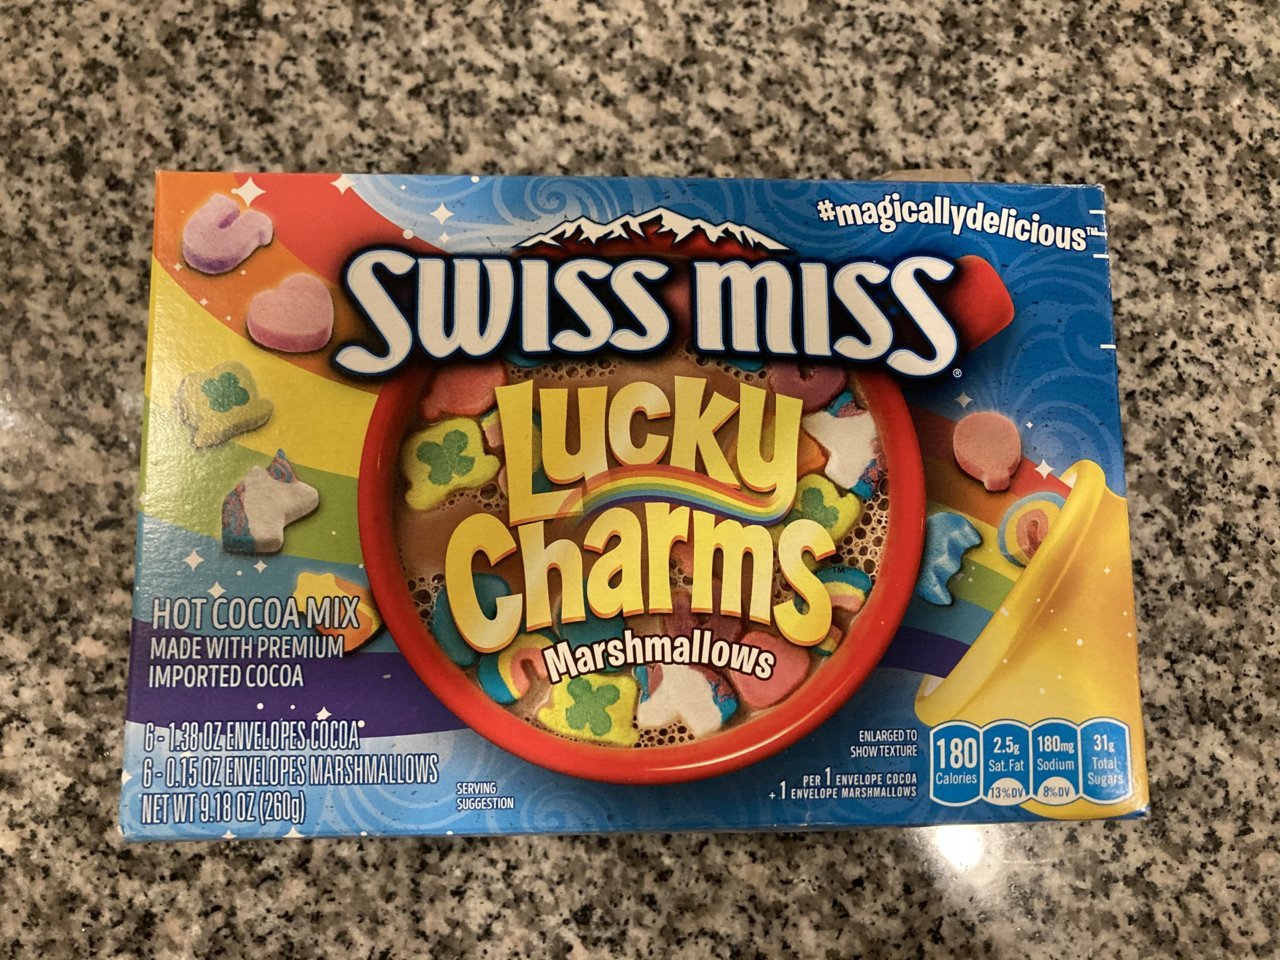 #magicallydelicious™
SWISS MISS®
Lucky
Charms™
Marshmallows
HOT COCOA MIX
MADE WITH PREMIUM
IMPORTED COCOA
6 - 1.38 OZ ENVELOPES COCOA
6 - 0.15 OZ ENVELOPES MARSHMALLOWS
NET WT 9.18 OZ (260g)
SERVING
SUGGESTION
ENLARGED TO
SHOW TEXTURE
PER 1 ENVELOPE COCOA
+ 1 ENVELOPE MARSHMALLOWS
180
Calories
2.5g
Sat. Fat
13% DV
180mg
Sodium
8% DV
31g
Total
Sugars